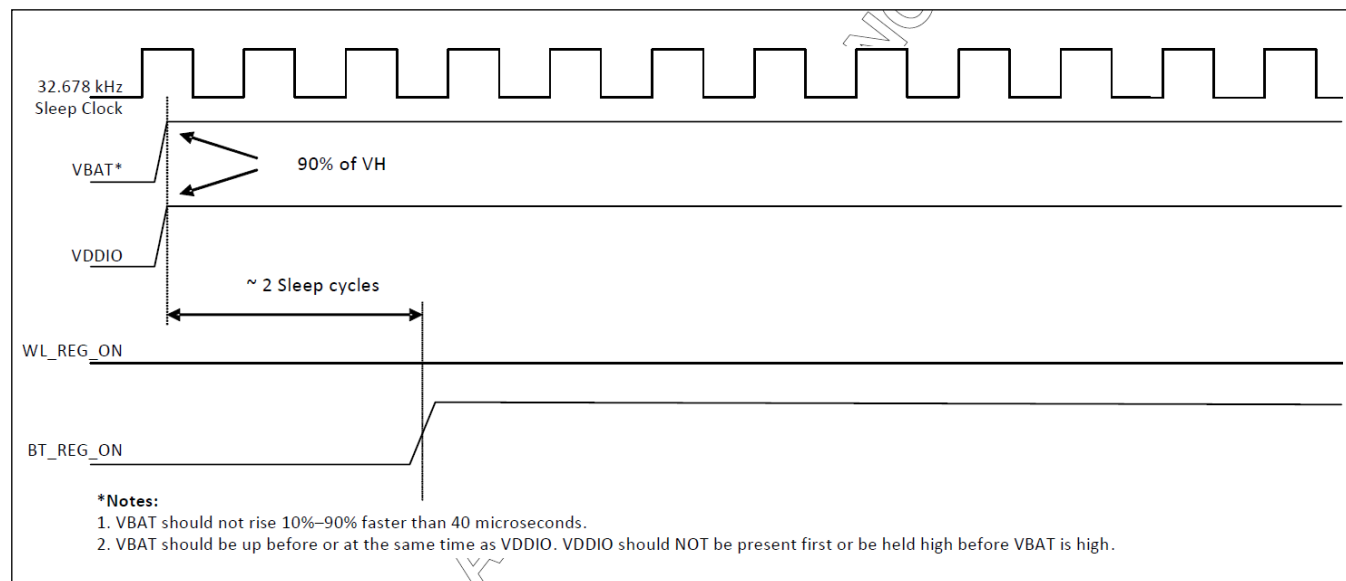 32.678 kHz
Sleep Clock
VBAT*
90% of VH
VDDIO
~ 2 Sleep cycles
WL_REG_ON
BT_REG_ON
*Notes:
1. VBAT should not rise 10%–90% faster than 40 microseconds.
2. VBAT should be up before or at the same time as VDDIO. VDDIO should NOT be present first or be held high before VBAT is high.